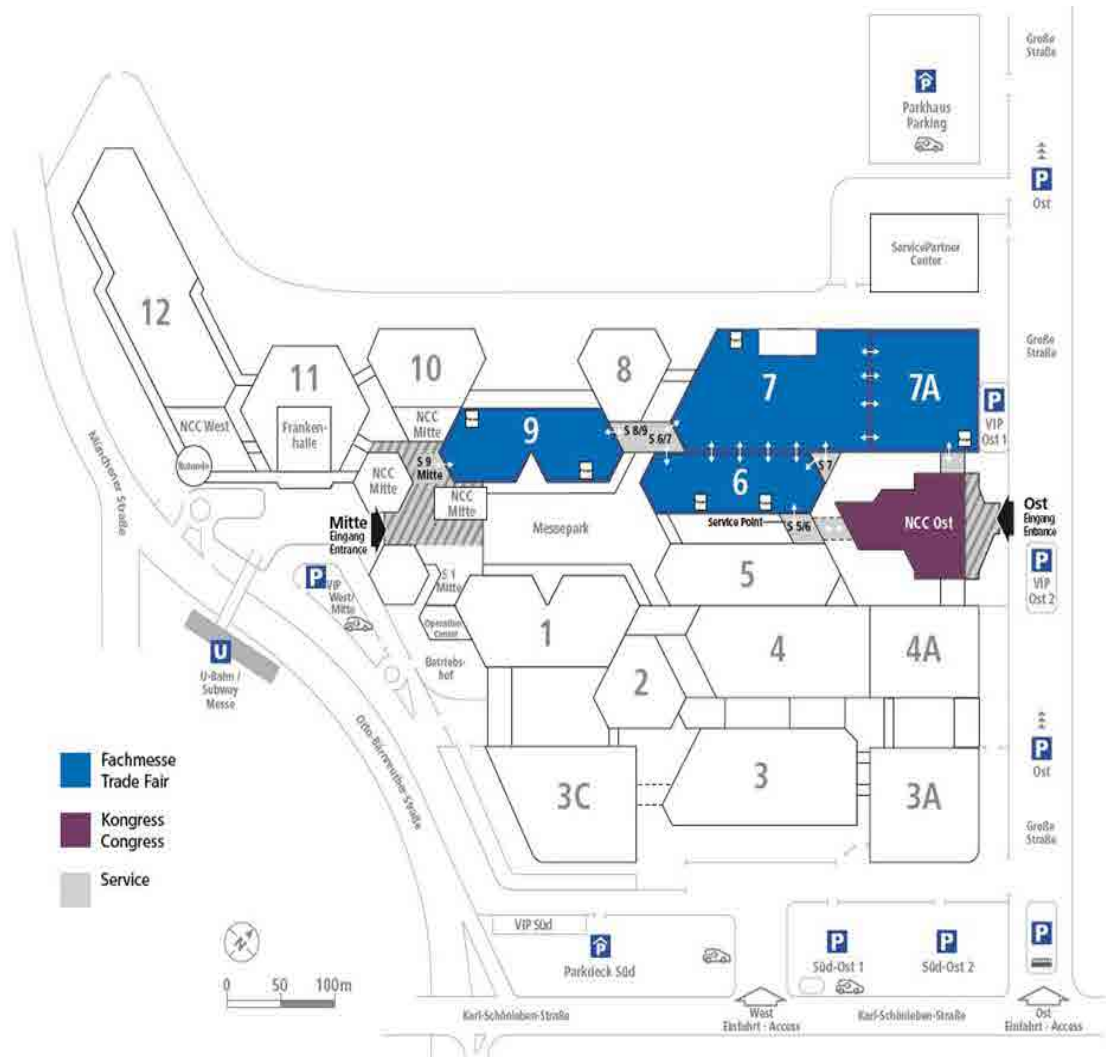 Große
Straße
P
Parkhaus
Parking
P
Ost
ServicePartner
Center
12
11
10
8
7
7A
Große
Straße
NCC West
Franken-
halle
NCC
Mitte
9
S 8/9
S 6/7
P
VIP
Ost 1
Münchener Straße
S 9
Mitte
NCC
Mitte
NCC
Mitte
6
S 7
Mitte
Eingang
Entrance
Messepark
Service Point
S 5/6
NCC Ost
Ost
Eingang
Entrance
P
VIP
West/
Mitte
S 1
Mitte
5
P
VIP
Ost 2
Operation
Center
1
4
4A
U
U-Bahn /
Subway
Messe
Betriebs-
hof
2
Otto-Bärnreuther-Straße
P
Ost
Fachmesse
Trade Fair
3C
3
3A
Kongress
Congress
Große
Straße
Service
VIP Süd
N
P
Parkdeck Süd
P
Süd-Ost 1
P
Süd-Ost 2
P
0 50 100m
Karl-Schönleben-Straße
West
Einfahrt - Access
Karl-Schönleben-Straße
Ost
Einfahrt - Access